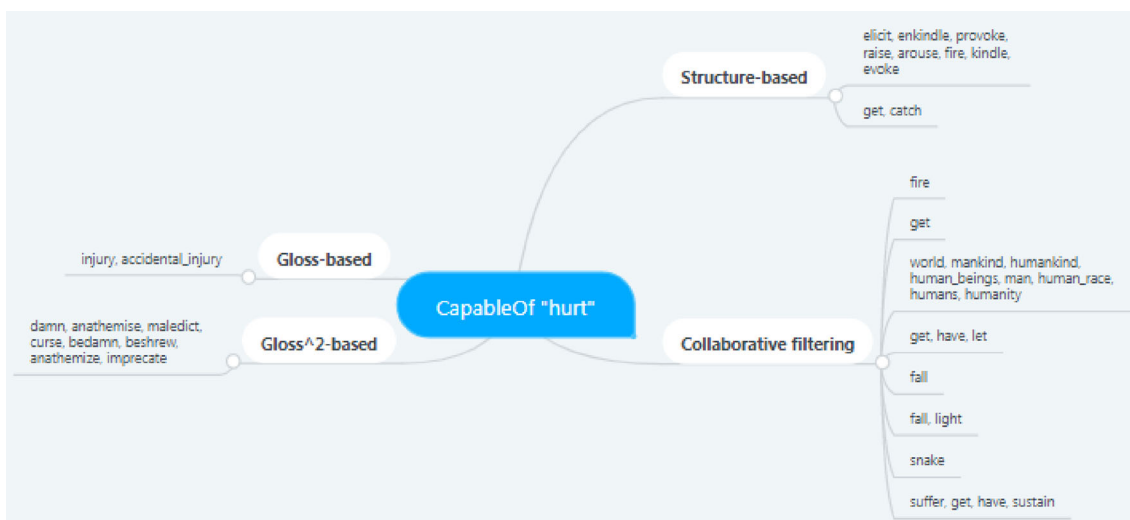 elicit, enkindle, provoke,
raise, arouse, fire, kindle,
evoke
Structure-based
get, catch
fire
get
world, mankind, humankind,
human_beings, man, human_race,
humans, humanity
get, have, let
fall
fall, light
snake
suffer, get, have, sustain
Collaborative filtering
CapableOf "hurt"
injury, accidental_injury
Gloss-based
damn, anathemise, maledict,
curse, bedamn, beshrew,
anathemize, imprecate
Gloss^2-based